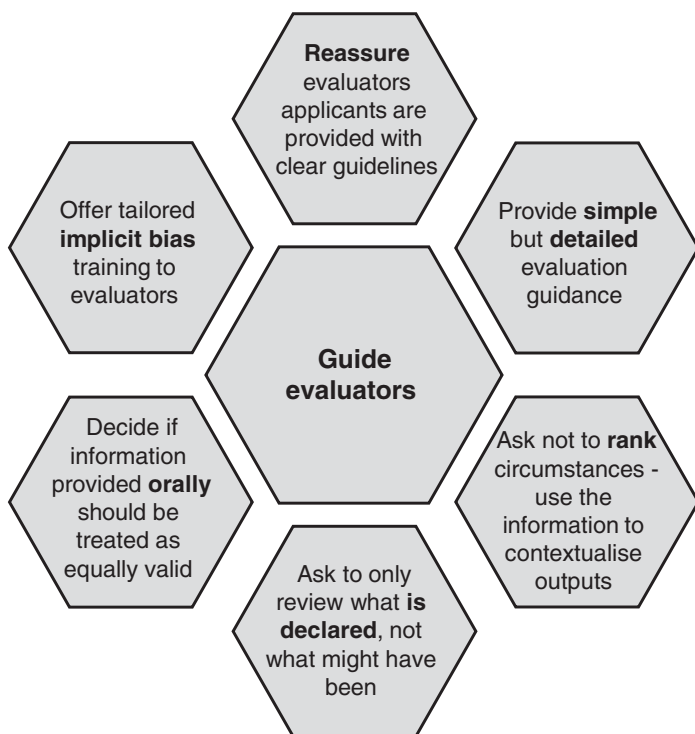 Reassure
evaluators
applicants are
provided with
clear guidelines
Offer tailored
implicit bias
training to
evaluators
Provide simple
but detailed
evaluation
guidance
Guide
evaluators
Decide if
information
provided orally
should be
treated as
equally valid
Ask not to rank
circumstances -
use the
information to
contextualise
outputs
Ask to only
review what is
declared, not
what might have
been